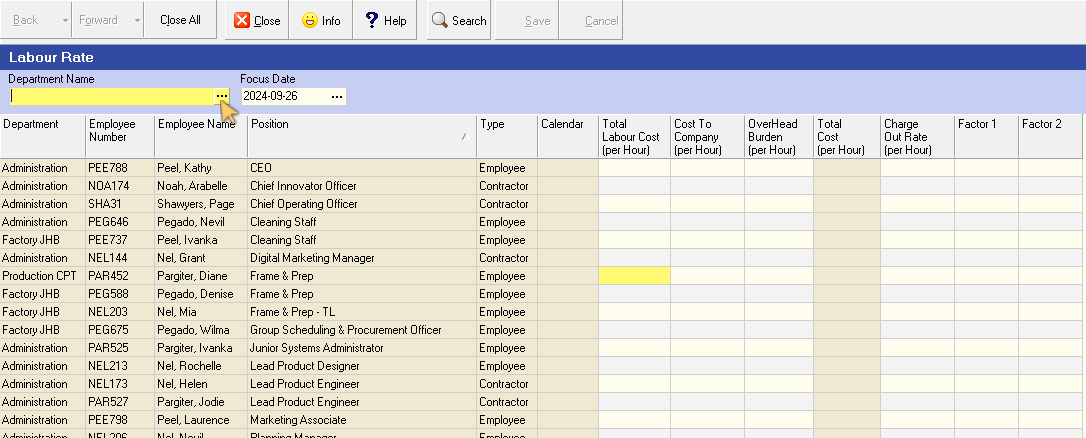 Back Forward Close All Close Info Help Search Save Cancel
Labour Rate
Department Name Focus Date
... 2024-09-26 ...
Department Employee Number Employee Name Position Type Calendar Total Labour Cost (per Hour) Cost To Company (per Hour) OverHead Burden (per Hour) Total Cost (per Hour) Charge Out Rate (per Hour) Factor 1 Factor 2
Administration PEE788 Peel, Kathy CEO Employee
Administration NOA174 Noah, Arabelle Chief Innovator Officer Contractor
Administration SHA31 Shawyers, Page Chief Operating Officer Contractor
Administration PEG646 Pegado, Nevil Cleaning Staff Employee
Factory JHB PEE737 Peel, Ivanka Cleaning Staff Employee
Administration NEL144 Nel, Grant Digital Marketing Manager Contractor
Production CPT PAR452 Pargiter, Diane Frame & Prep Employee
Factory JHB PEG588 Pegado, Denise Frame & Prep Employee
Factory JHB NEL203 Nel, Mia Frame & Prep - TL Employee
Factory JHB PEG675 Pegado, Wilma Group Scheduling & Procurement Officer Employee
Administration PAR525 Pargiter, Ivanka Junior Systems Administrator Employee
Administration NEL213 Nel, Rochelle Lead Product Designer Employee
Administration NEL173 Nel, Helen Lead Product Engineer Contractor
Administration PAR527 Pargiter, Jodie Lead Product Engineer Contractor
Administration PEE798 Peel, Laurence Marketing Associate Employee
Administration NEL206 Nel, Nevil Planning Manager Employee